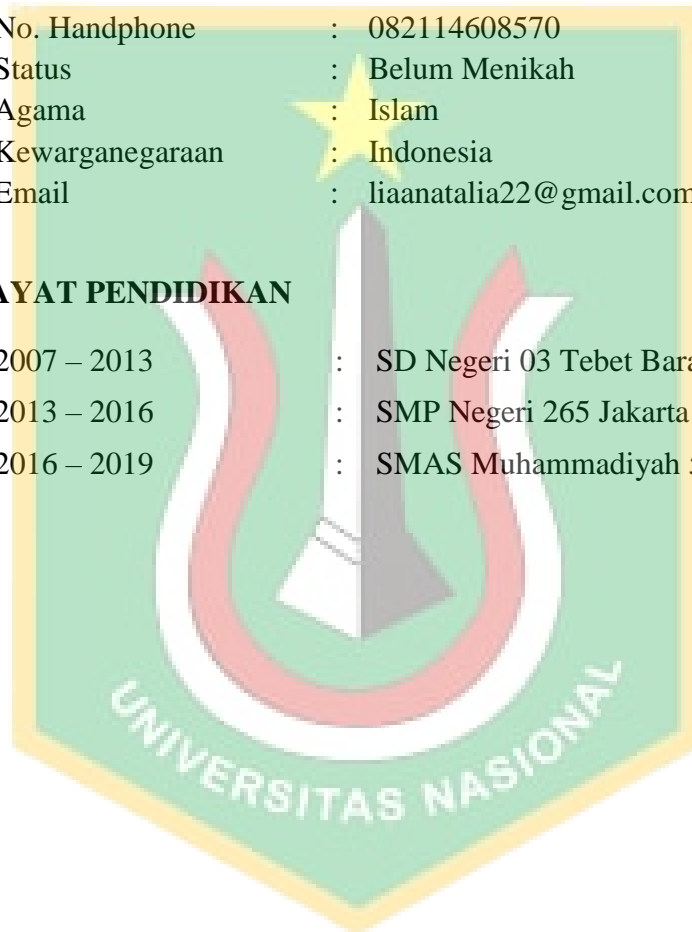 No. Handphone : 082114608570
Status : Belum Menikah
Agama : Islam
Kewarganegaraan : Indonesia
Email : liaanatalia22@gmail.com
AYAT PENDIDIKAN
2007 – 2013 : SD Negeri 03 Tebet Bara
2013 – 2016 : SMP Negeri 265 Jakarta
2016 – 2019 : SMAS Muhammadiyah
UNIVERSITAS NASIONAL